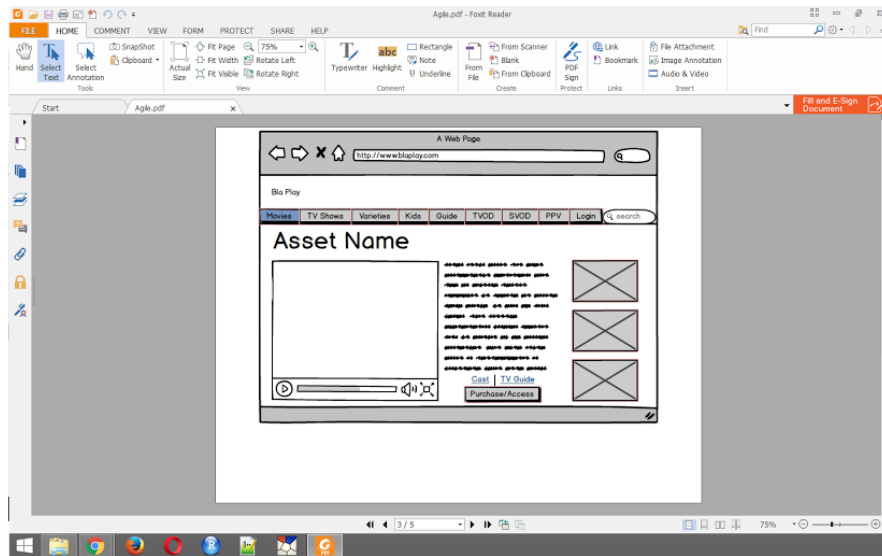 Agile.pdf - Foxit Reader
FILE HOME COMMENT VIEW FORM PROTECT SHARE HELP
Find
Hand
Select Text
Select Annotation
SnapShot
Clipboard
Tools
Actual Size
Fit Page
Fit Width
Fit Visible
75%
Rotate Left
Rotate Right
View
Typewriter
abc
Highlight
Rectangle
Note
U Underline
Comment
From File
From Scanner
Blank
From Clipboard
Create
PDF Sign
Protect
Link
Bookmark
Links
File Attachment
Image Annotation
Audio & Video
Insert
Start Agile.pdf x
Fill and E-Sign Document
A Web Page
http://www.blaplay.com
Bla Play
Movies TV Shows Varieties Kids Guide TVOD SVOD PPV Login search
Asset Name
Cast | TV Guide
Purchase/Access
3 / 5
75%